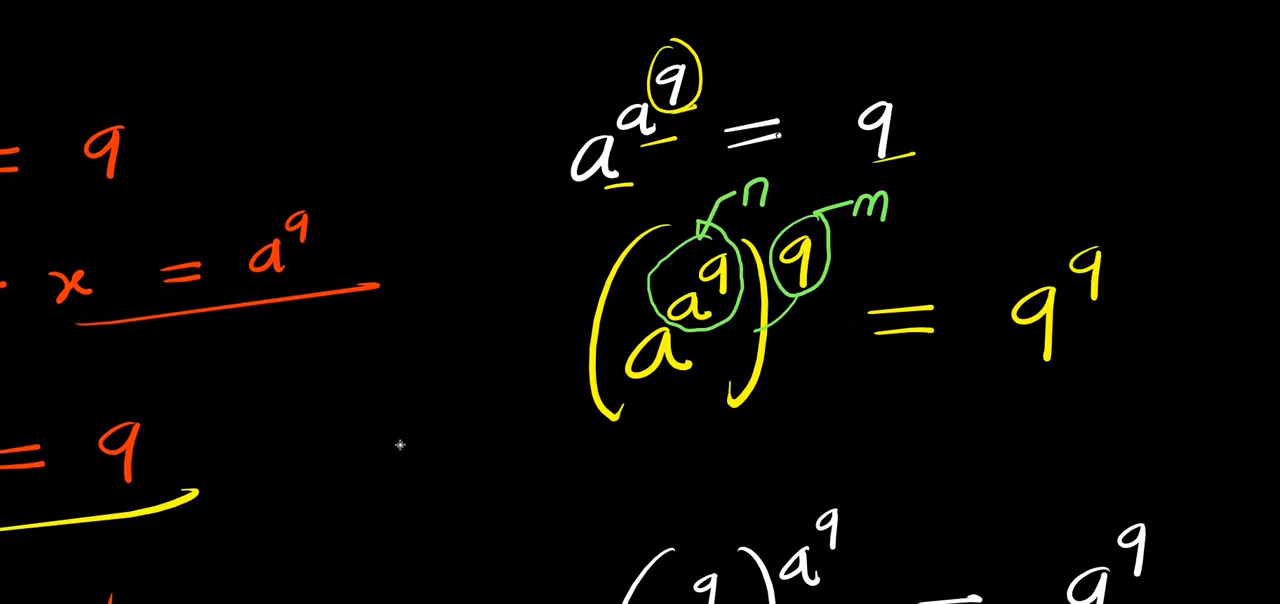 = 9
x = a^9
= 9
a^{a^9} = 9
n
m
(a^{a^9})^9 = 9^9
( 9 )^{a^9} = 9^9